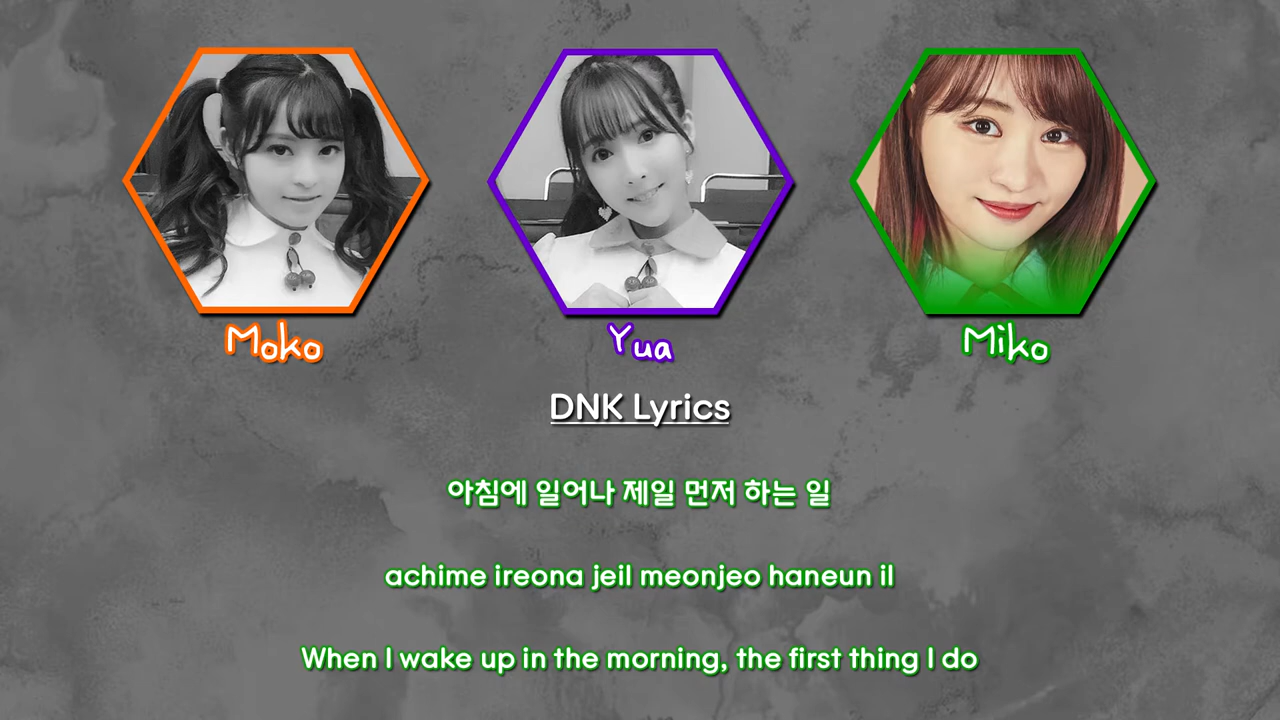 Moko
Yua
Miko
DNK Lyrics
아침에 일어나 제일 먼저 하는 일
achime ireona jeil meonjeo haneun il
When I wake up in the morning, the first thing I do